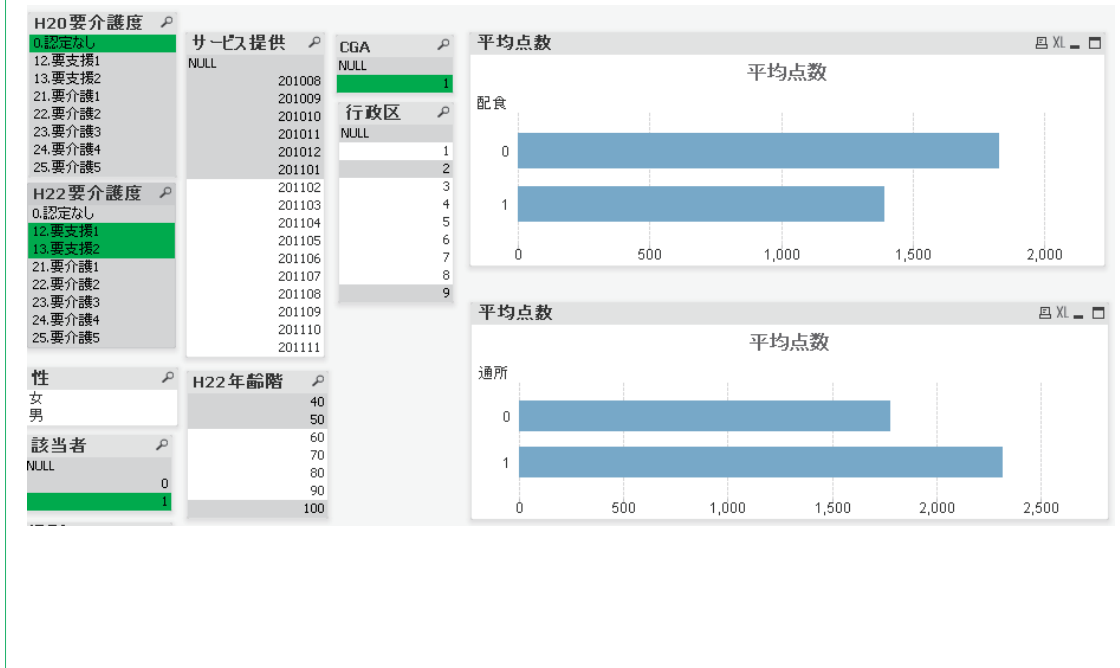 H20要介護度
0.認定なし
12.要支援1
13.要支援2
21.要介護1
22.要介護2
23.要介護3
24.要介護4
25.要介護5
H22要介護度
0.認定なし
12.要支援1
13.要支援2
21.要介護1
22.要介護2
23.要介護3
24.要介護4
25.要介護5
性
女
男
該当者
NULL
0
1
サービス提供
NULL
201008
201009
201010
201011
201012
201101
201102
201103
201104
201105
201106
201107
201108
201109
201110
201111
H22年齢階
40
50
60
70
80
90
100
CGA
NULL
1
行政区
NULL
1
2
3
4
5
6
7
8
9
平均点数 XL
平均点数
配食
0
1
0 500 1,000 1,500 2,000
平均点数 XL
平均点数
通所
0
1
0 500 1,000 1,500 2,000 2,500